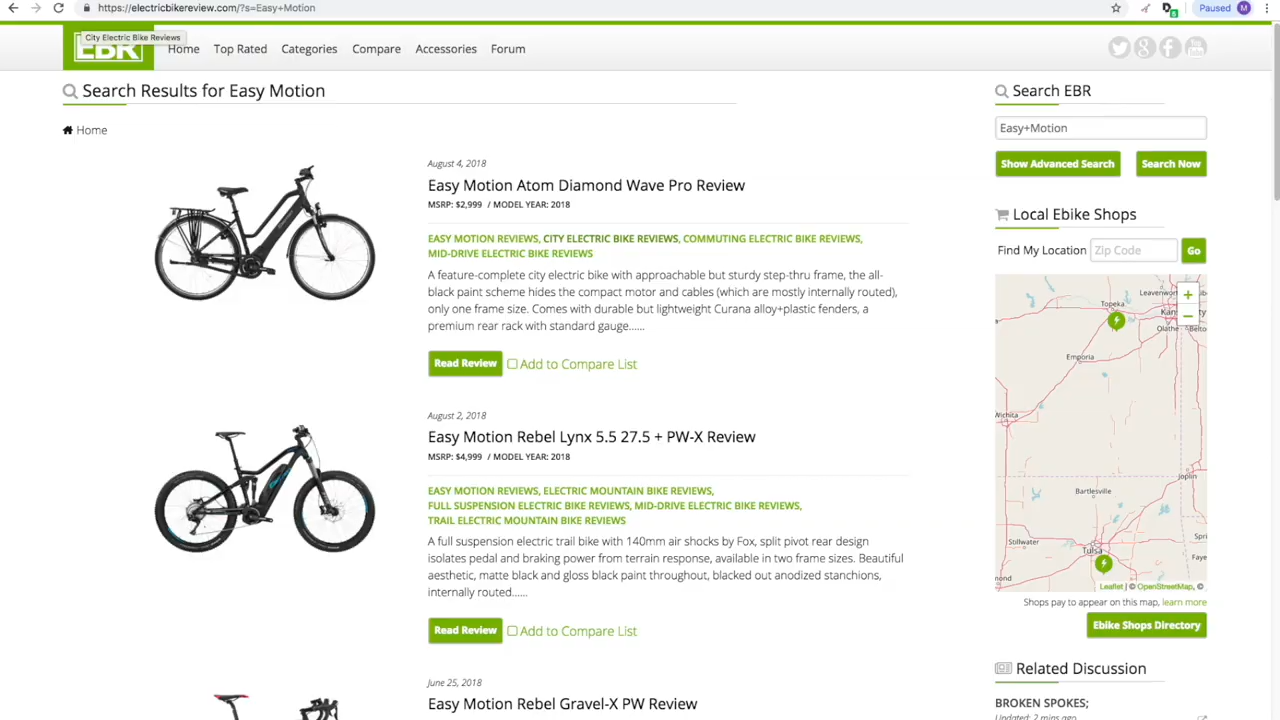 https://electricbikereview.com/?s=Easy+Motion
Paused
M
City Electric Bike Reviews
EBR
Home
Top Rated
Categories
Compare
Accessories
Forum
Search Results for Easy Motion
Home
August 4, 2018
Easy Motion Atom Diamond Wave Pro Review
MSRP: $2,999 / MODEL YEAR: 2018
EASY MOTION REVIEWS, CITY ELECTRIC BIKE REVIEWS, COMMUTING ELECTRIC BIKE REVIEWS,
MID-DRIVE ELECTRIC BIKE REVIEWS
A feature-complete city electric bike with approachable but sturdy step-thru frame, the all-
black paint scheme hides the compact motor and cables (which are mostly internally routed),
only one frame size. Comes with durable but lightweight Curana alloy+plastic fenders, a
premium rear rack with standard gauge......
Read Review
Add to Compare List
August 2, 2018
Easy Motion Rebel Lynx 5.5 27.5 + PW-X Review
MSRP: $4,999 / MODEL YEAR: 2018
EASY MOTION REVIEWS, ELECTRIC MOUNTAIN BIKE REVIEWS,
FULL SUSPENSION ELECTRIC BIKE REVIEWS, MID-DRIVE ELECTRIC BIKE REVIEWS,
TRAIL ELECTRIC MOUNTAIN BIKE REVIEWS
A full suspension electric trail bike with 140mm air shocks by Fox, split pivot rear design
isolates pedal and braking power from terrain response, available in two frame sizes. Beautiful
aesthetic, matte black and gloss black paint throughout, blacked out anodized stanchions,
internally routed......
Read Review
Add to Compare List
June 25, 2018
Easy Motion Rebel Gravel-X PW Review
Search EBR
Easy+Motion
Show Advanced Search
Search Now
Local Ebike Shops
Find My Location
Zip Code
Go
+
−
Leavenwor
Topeka
Kans
Olathe
Belto
Emporia
Wichita
Joplin
Bartlesville
Stillwater
Spri
Tulsa
Faye
mond
Leaflet | © OpenStreetMap, ©
Shops pay to appear on this map, learn more
Ebike Shops Directory
Related Discussion
BROKEN SPOKES;
Updated: 2 mins ago